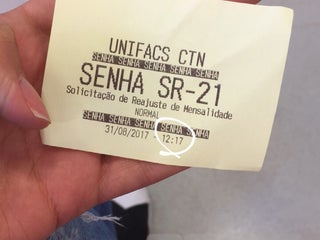 UNIFACS CTN
SENHA SENHA SENHA SENHA SENHA
SENHA SR-21
Solicitação de Reajuste de Mensalidade
NORMAL
SENHA SENHA SENHA SENHA SENHA
31/08/2017 - 12:17